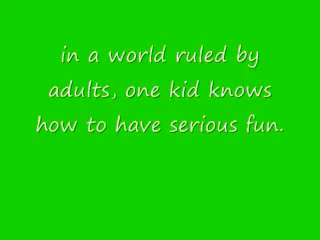 in a world ruled by
adults, one kid knows
how to have serious fun.